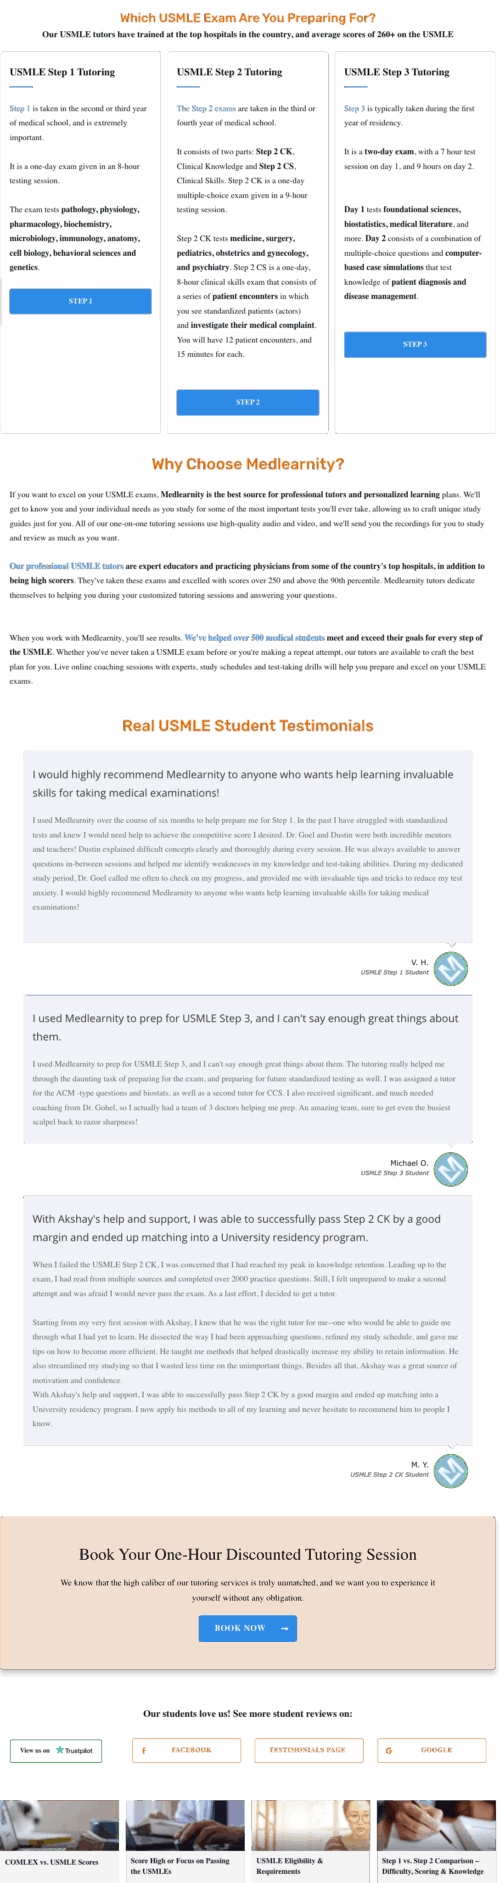 Which USMLE Exam Are You Preparing For?
Our USMLE tutors have trained at the top hospitals in the country, and average scores of 260+ on the USMLE
USMLE Step 1 Tutoring
Step 1 is taken in the second or third year
of medical school, and is extremely
important.
It is a one-day exam given in an 8-hour
testing session.
The exam tests pathology, physiology,
pharmacology, biochemistry,
microbiology, immunology, anatomy,
cell biology, behavioral sciences and
genetics.
STEP 1
USMLE Step 2 Tutoring
The Step 2 exams are taken in the third or
fourth year of medical school.
It consists of two parts: Step 2 CK,
Clinical Knowledge and Step 2 CS,
Clinical Skills. Step 2 CK is a one-day
multiple-choice exam given in a 9-hour
testing session.
Step 2 CK tests medicine, surgery,
pediatrics, obstetrics and gynecology,
and psychiatry. Step 2 CS is a one-day,
8-hour clinical skills exam that consists of
a series of patient encounters in which
you see standardized patients (actors)
and investigate their medical complaint.
You will have 12 patient encounters, and
15 minutes for each.
STEP 2
USMLE Step 3 Tutoring
Step 3 is typically taken during the first
year of residency.
It is a two-day exam, with a 7 hour test
session on day 1, and 9 hours on day 2.
Day 1 tests foundational sciences,
biostatistics, medical literature, and
more. Day 2 consists of a combination of
multiple-choice questions and computer-
based case simulations that test
knowledge of patient diagnosis and
disease management.
STEP 3
Why Choose Medlearnity?
If you want to excel on your USMLE exams, Medlearnity is the best source for professional tutors and personalized learning plans. We'll
get to know you and your individual needs as you study for some of the most important tests you'll ever take, allowing us to craft unique study
guides just for you. All of our one-on-one tutoring sessions use high-quality audio and video, and we'll send you the recordings for you to study
and review as much as you want.
Our professional USMLE tutors are expert educators and practicing physicians from some of the country's top hospitals, in addition to
being high scorers. They've taken these exams and excelled with scores over 250 and above the 90th percentile. Medlearnity tutors dedicate
themselves to helping you during your customized tutoring sessions and answering your questions.
When you work with Medlearnity, you'll see results. We've helped over 500 medical students meet and exceed their goals for every step of
the USMLE. Whether you've never taken a USMLE exam before or you're making a repeat attempt, our tutors are available to craft the best
plan for you. Live online coaching sessions with experts, study schedules and test-taking drills will help you prepare and excel on your USMLE
exams.
Real USMLE Student Testimonials
I would highly recommend Medlearnity to anyone who wants help learning invaluable
skills for taking medical examinations!
I used Medlearnity over the course of six months to help prepare me for Step 1. In the past I have struggled with standardized
tests and knew I would need help to achieve the competitive score I desired. Dr. Goel and Dustin were both incredible mentors
and teachers! Dustin explained difficult concepts clearly and thoroughly during every session. He was always available to answer
questions in-between sessions and helped me identify weaknesses in my knowledge and test-taking abilities. During my dedicated
study period, Dr. Goel called me often to check on my progress, and provided me with invaluable tips and tricks to reduce my test
anxiety. I would highly recommend Medlearnity to anyone who wants help learning invaluable skills for taking medical
examinations!
V. H.
USMLE Step 1 Student
I used Medlearnity to prep for USMLE Step 3, and I can't say enough great things about
them.
I used Medlearnity to prep for USMLE Step 3, and I can't say enough great things about them. The tutoring really helped me
through the daunting task of preparing for the exam, and preparing for future standardized testing as well. I was assigned a tutor
for the ACM -type questions and biostats, as well as a second tutor for CCS. I also received significant, and much needed
coaching from Dr. Gohel, so I actually had a team of 3 doctors helping me prep. An amazing team, sure to get even the busiest
scalpel back to razor sharpness!
Michael O.
USMLE Step 3 Student
With Akshay's help and support, I was able to successfully pass Step 2 CK by a good
margin and ended up matching into a University residency program.
When I failed the USMLE Step 2 CK, I was concerned that I had reached my peak in knowledge retention. Leading up to the
exam, I had read from multiple sources and completed over 2000 practice questions. Still, I felt unprepared to make a second
attempt and was afraid I would never pass the exam. As a last effort, I decided to get a tutor.
Starting from my very first session with Akshay, I knew that he was the right tutor for me--one who would be able to guide me
through what I had yet to learn. He dissected the way I had been approaching questions, refined my study schedule, and gave me
tips on how to become more efficient. He taught me methods that helped drastically increase my ability to retain information. He
also streamlined my studying so that I wasted less time on the unimportant things. Besides all that, Akshay was a great source of
motivation and confidence.
With Akshay's help and support, I was able to successfully pass Step 2 CK by a good margin and ended up matching into a
University residency program. I now apply his methods to all of my learning and never hesitate to recommend him to people I
know.
M. Y.
USMLE Step 2 CK Student
Book Your One-Hour Discounted Tutoring Session
We know that the high caliber of our tutoring services is truly unmatched, and we want you to experience it
yourself without any obligation.
BOOK NOW →
Our students love us! See more student reviews on:
View us on Trustpilot
FACEBOOK
TESTIMONIALS PAGE
GOOGLE
COMLEX vs. USMLE Scores
Score High or Focus on Passing
the USMLEs
USMLE Eligibility &
Requirements
Step 1 vs. Step 2 Comparison –
Difficulty, Scoring & Knowledge